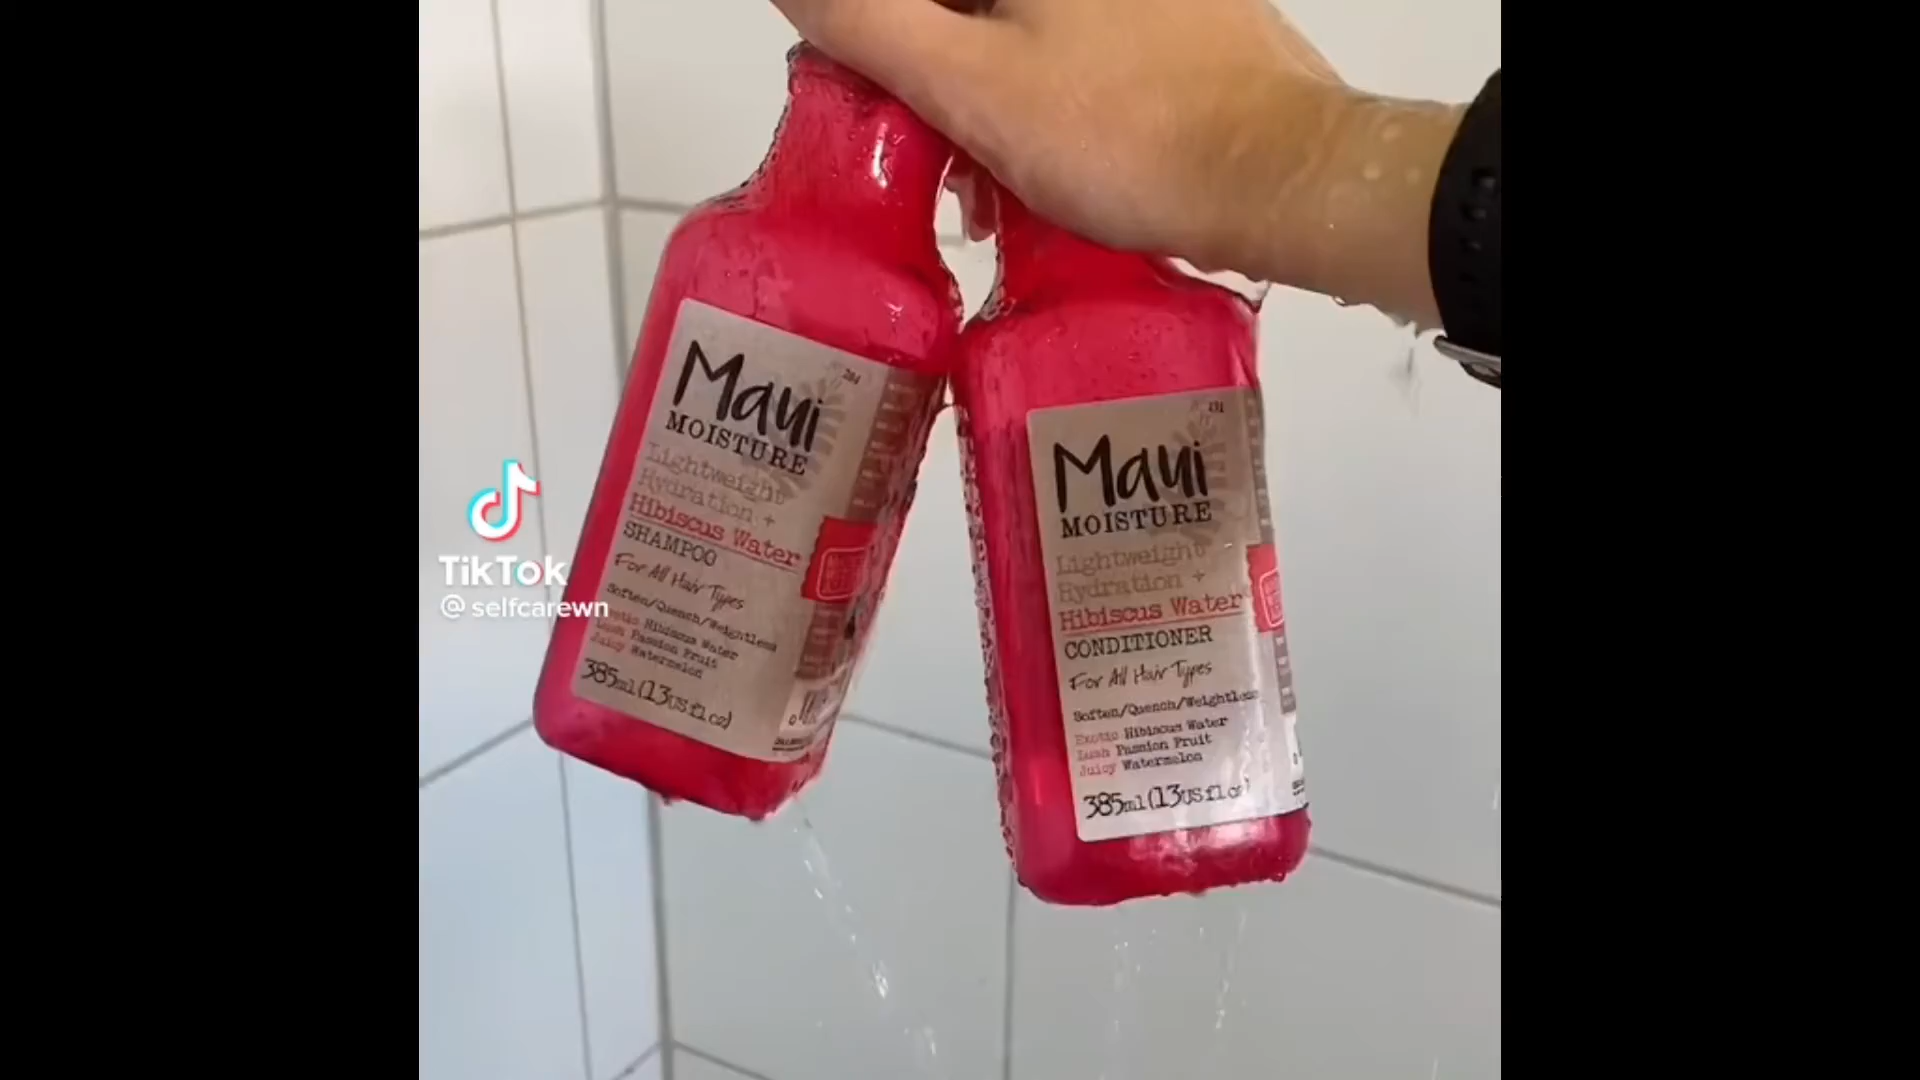 Maui
MOISTURE
Lightweight
Hydration +
Hibiscus Water
SHAMPOO
For All Hair Types
Soften/Quench/Weightless
Exotic Hibiscus Water
Lush Passion Fruit
Juicy Watermelon
385ml(13US fl oz)
Maui
MOISTURE
Lightweight
Hydration +
Hibiscus Water
CONDITIONER
For All Hair Types
Soften/Quench/Weightless
Exotic Hibiscus Water
Lush Passion Fruit
Juicy Watermelon
385ml(13US fl oz)
TikTok
@ selfcarewn